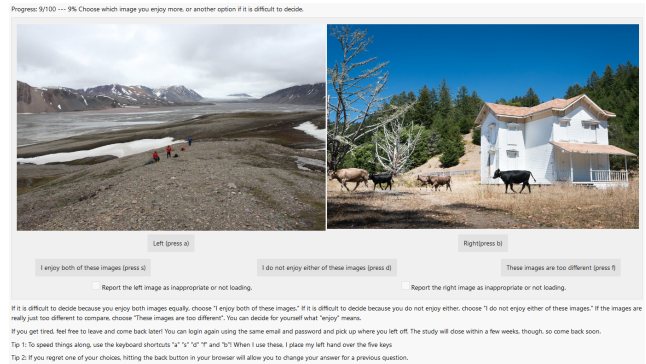 Progress: 9/100 --- 9% Choose which image you enjoy more, or another option if it is difficult to decide.
Left (press a)
Right(press b)
I enjoy both of these images (press s)
I do not enjoy either of these images (press d)
These images are too different (press f)
Report the left image as inappropriate or not loading.
Report the right image as inappropriate or not loading.
If it is difficult to decide because you enjoy both images equally, choose "I enjoy both of these images." If it is difficult to decide because you do not enjoy either, choose "I do not enjoy either of these images." If the images are
really just too different to compare, choose "These images are too different". You can decide for yourself what "enjoy" means.
If you get tired, feel free to leave and come back later! You can login again using the same email and password and pick up where you left off. The study will close within a few weeks, though, so come back soon.
Tip 1: To speed things along, use the keyboard shortcuts "a" "s" "d" "f" and "b"! When I use these, I place my left hand over the five keys
Tip 2: If you regret one of your choices, hitting the back button in your browser will allow you to change your answer for a previous question.